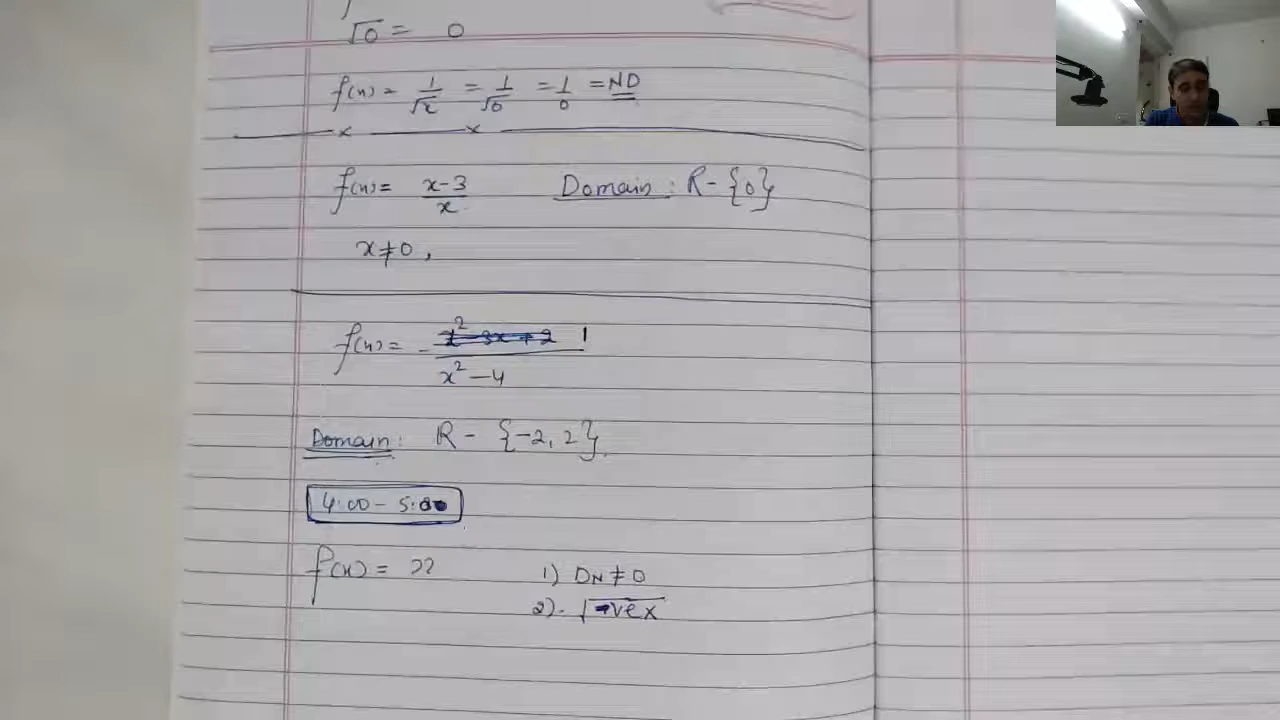 √0 = 0
f(x) = 1/√x = 1/√0 = 1/0 = ND
f(x) = x-3/x Domain : R - {0}
x ≠ 0 ,
f(x) = 1/x² - 4
Domain : R - {-2, 2}.
4:00 - 5:00
f(x) = 1) DN ≠ 0
2). √-ve x